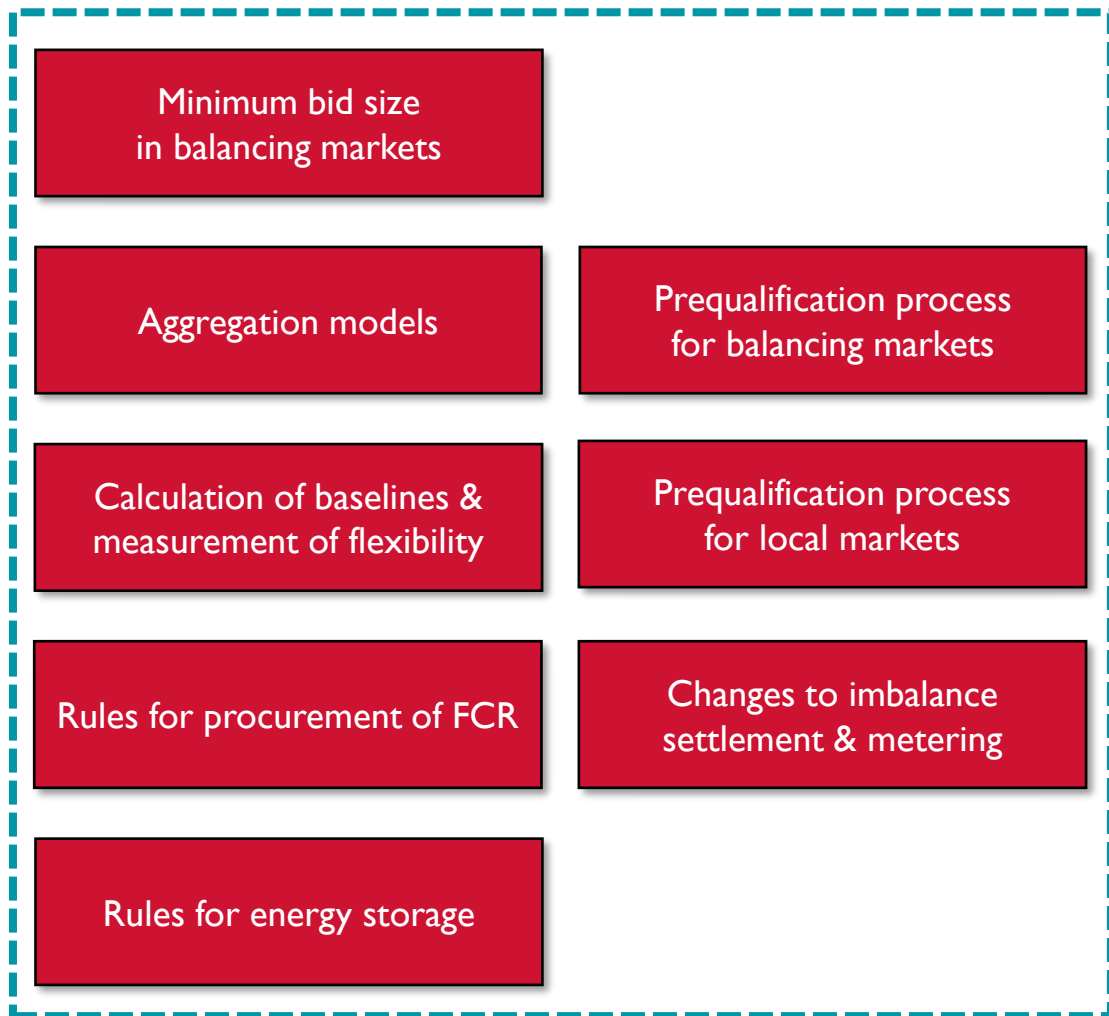 Minimum bid size
in balancing markets
Aggregation models
Prequalification process
for balancing markets
Calculation of baselines &
measurement of flexibility
Prequalification process
for local markets
Rules for procurement of FCR
Changes to imbalance
settlement & metering
Rules for energy storage